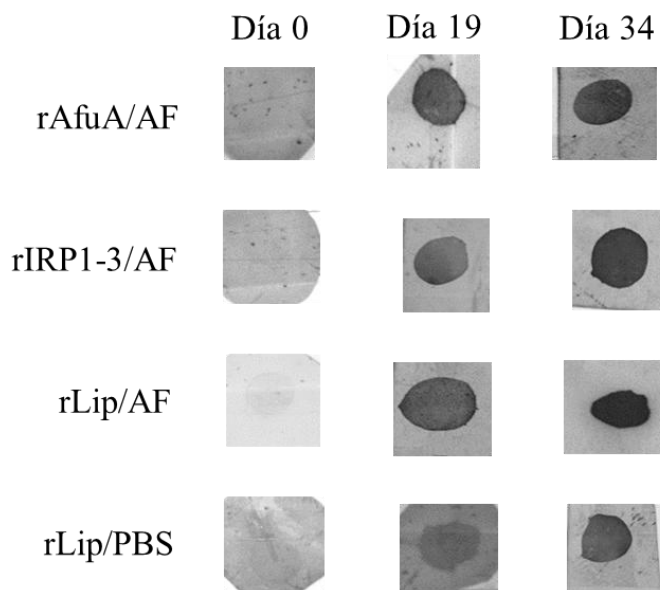 Día 0 Día 19 Día 34
rAfuA/AF
rIRP1-3/AF
rLip/AF
rLip/PBS